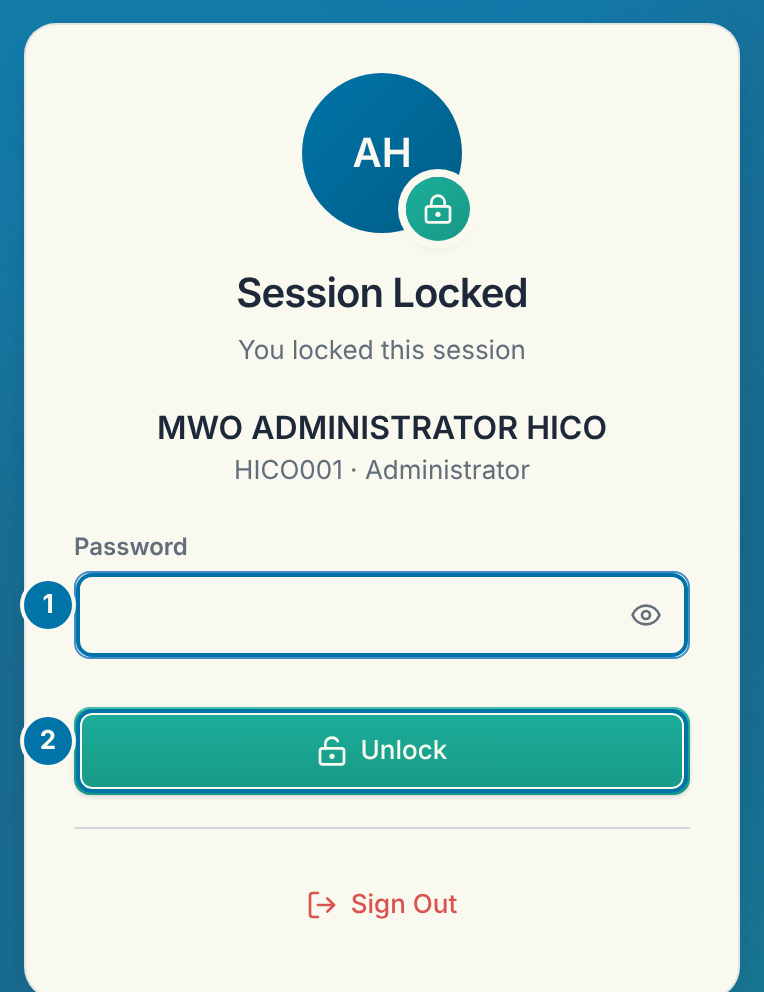 AH
Session Locked
You locked this session
MWO ADMINISTRATOR HICO
HICO001 · Administrator
Password
1
2
Unlock
Sign Out